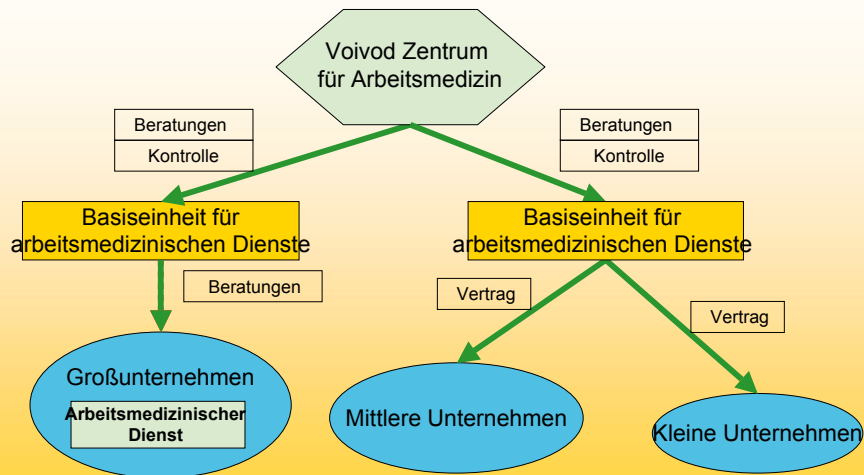 Voivod Zentrum
für Arbeitsmedizin
Beratungen
Kontrolle
Beratungen
Kontrolle
Basiseinheit für
arbeitsmedizinischen Dienste
Basiseinheit für
arbeitsmedizinischen Dienste
Beratungen
Vertrag
Vertrag
Großunternehmen
Arbeitsmedizinischer
Dienst
Mittlere Unternehmen
Kleine Unternehmen